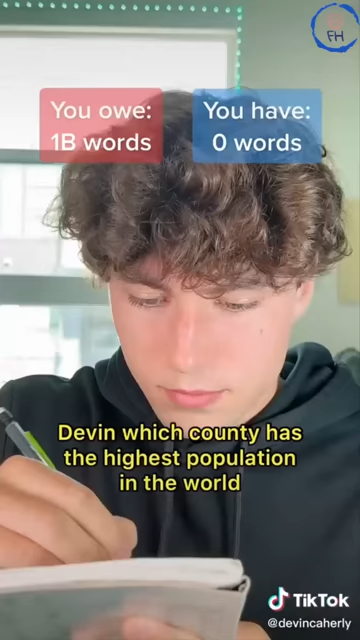 FH
You owe:
1B words
You have:
0 words
Devin which county has
the highest population
in the world
TikTok
@devincaherly